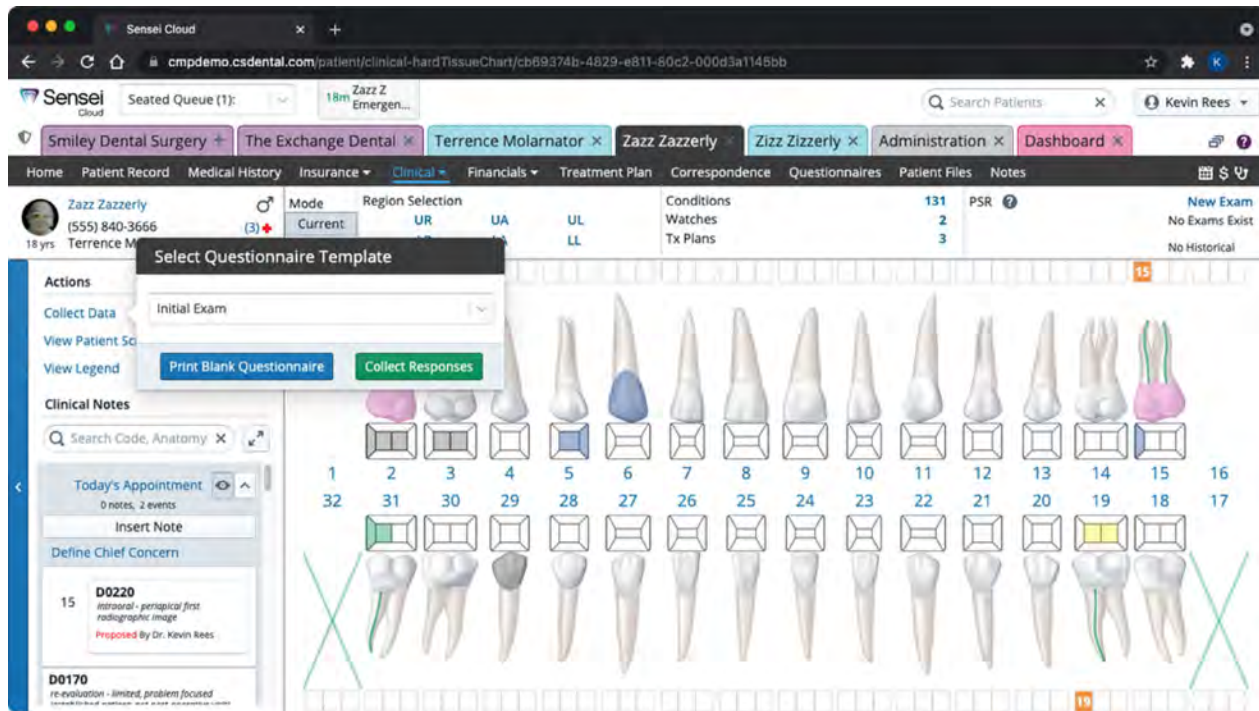 Sensei Cloud
cmpdemo.csdental.com/patient/clinical-hardTissueChart/cb69374b-4829-e811-80c2-000d3a1145bb
K
Sensei
Cloud
Seated Queue (1):
18m Zazz Z
Emergen...
Search Patients
Kevin Rees
Smiley Dental Surgery
The Exchange Dental
Terrence Molarnator
Zazz Zazzerly
Zizz Zizzerly
Administration
Dashboard
Home Patient Record Medical History Insurance Clinical Financials Treatment Plan Correspondence Questionnaires Patient Files Notes
Zazz Zazzerly
(555) 840-3666 (3)
18 yrs Terrence M
Mode
Current
Region Selection
UR UA UL
LL
Conditions 131
Watches 2
Tx Plans 3
PSR
New Exam
No Exams Exist
No Historical
Select Questionnaire Template
Initial Exam
Print Blank Questionnaire Collect Responses
Actions
Collect Data
View Patient Sc
View Legend
Clinical Notes
Search Code, Anatomy
Today's Appointment
0 notes, 2 events
Insert Note
Define Chief Concern
15 D0220
intraoral - periapical first
radiographic image
Proposed By Dr. Kevin Rees
D0170
re-evaluation - limited, problem focused
15
1 2 3 4 5 6 7 8 9 10 11 12 13 14 15 16
32 31 30 29 28 27 26 25 24 23 22 21 20 19 18 17
19